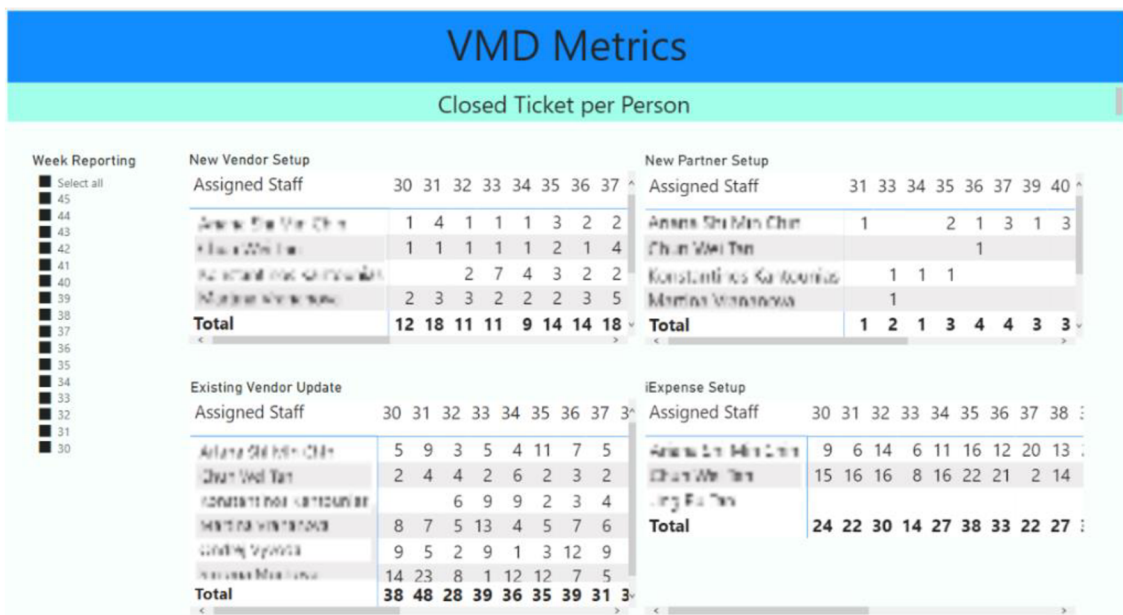 VMD Metrics
Closed Ticket per Person
Week Reporting
Select all
45
44
43
42
41
40
39
38
37
36
35
34
33
32
31
30
New Vendor Setup
Assigned Staff 30 31 32 33 34 35 36 37
1 4 1 1 1 3 2 2
1 1 1 1 1 2 1 4
2 7 4 3 2 2
2 3 3 2 2 2 3 5
Total 12 18 11 11 9 14 14 18
New Partner Setup
Assigned Staff 31 33 34 35 36 37 39 40
1 2 1 3 1 3
1
1 1 1
1
Total 1 2 1 3 4 4 3 3
Existing Vendor Update
Assigned Staff 30 31 32 33 34 35 36 37
5 9 3 5 4 11 7 5
2 4 4 2 6 2 3 2
6 9 9 2 3 4
8 7 5 13 4 5 7 6
9 5 2 9 1 3 12 9
14 23 8 1 12 12 7 5
Total 38 48 28 39 36 35 39 31
iExpense Setup
Assigned Staff 30 31 32 33 34 35 36 37 38
9 6 14 6 11 16 12 20 13
15 16 16 8 16 22 21 2 14
Total 24 22 30 14 27 38 33 22 27